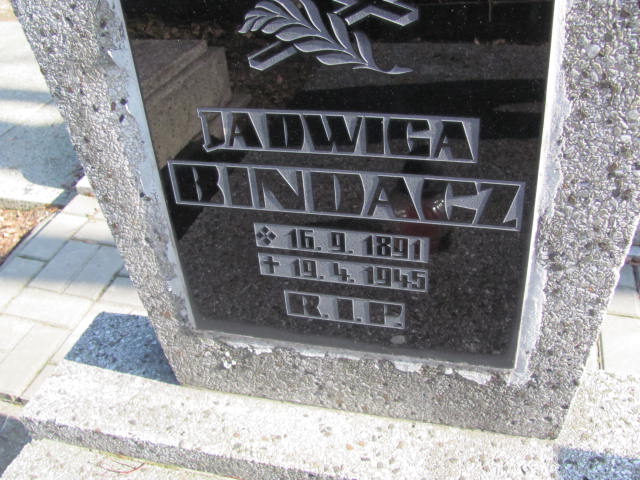 JADWIGA
BINDACZ
16. 9. 1891
✝ 19. 4. 1945
R.I.P.